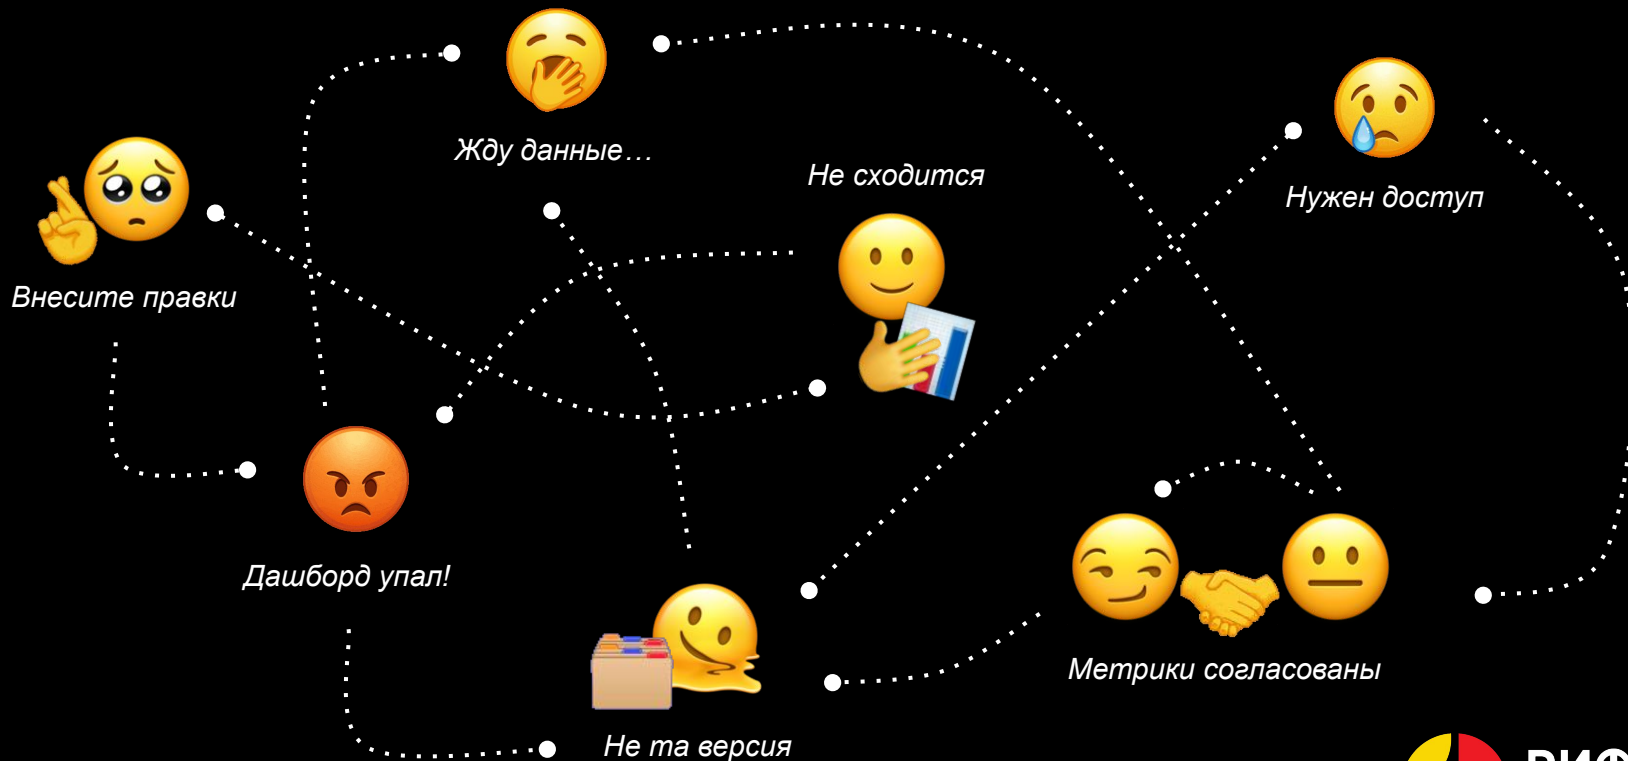 Жду данные...
Не сходится
Нужен доступ
Внесите правки
Дашборд упал!
Метрики согласованы
Не та версия